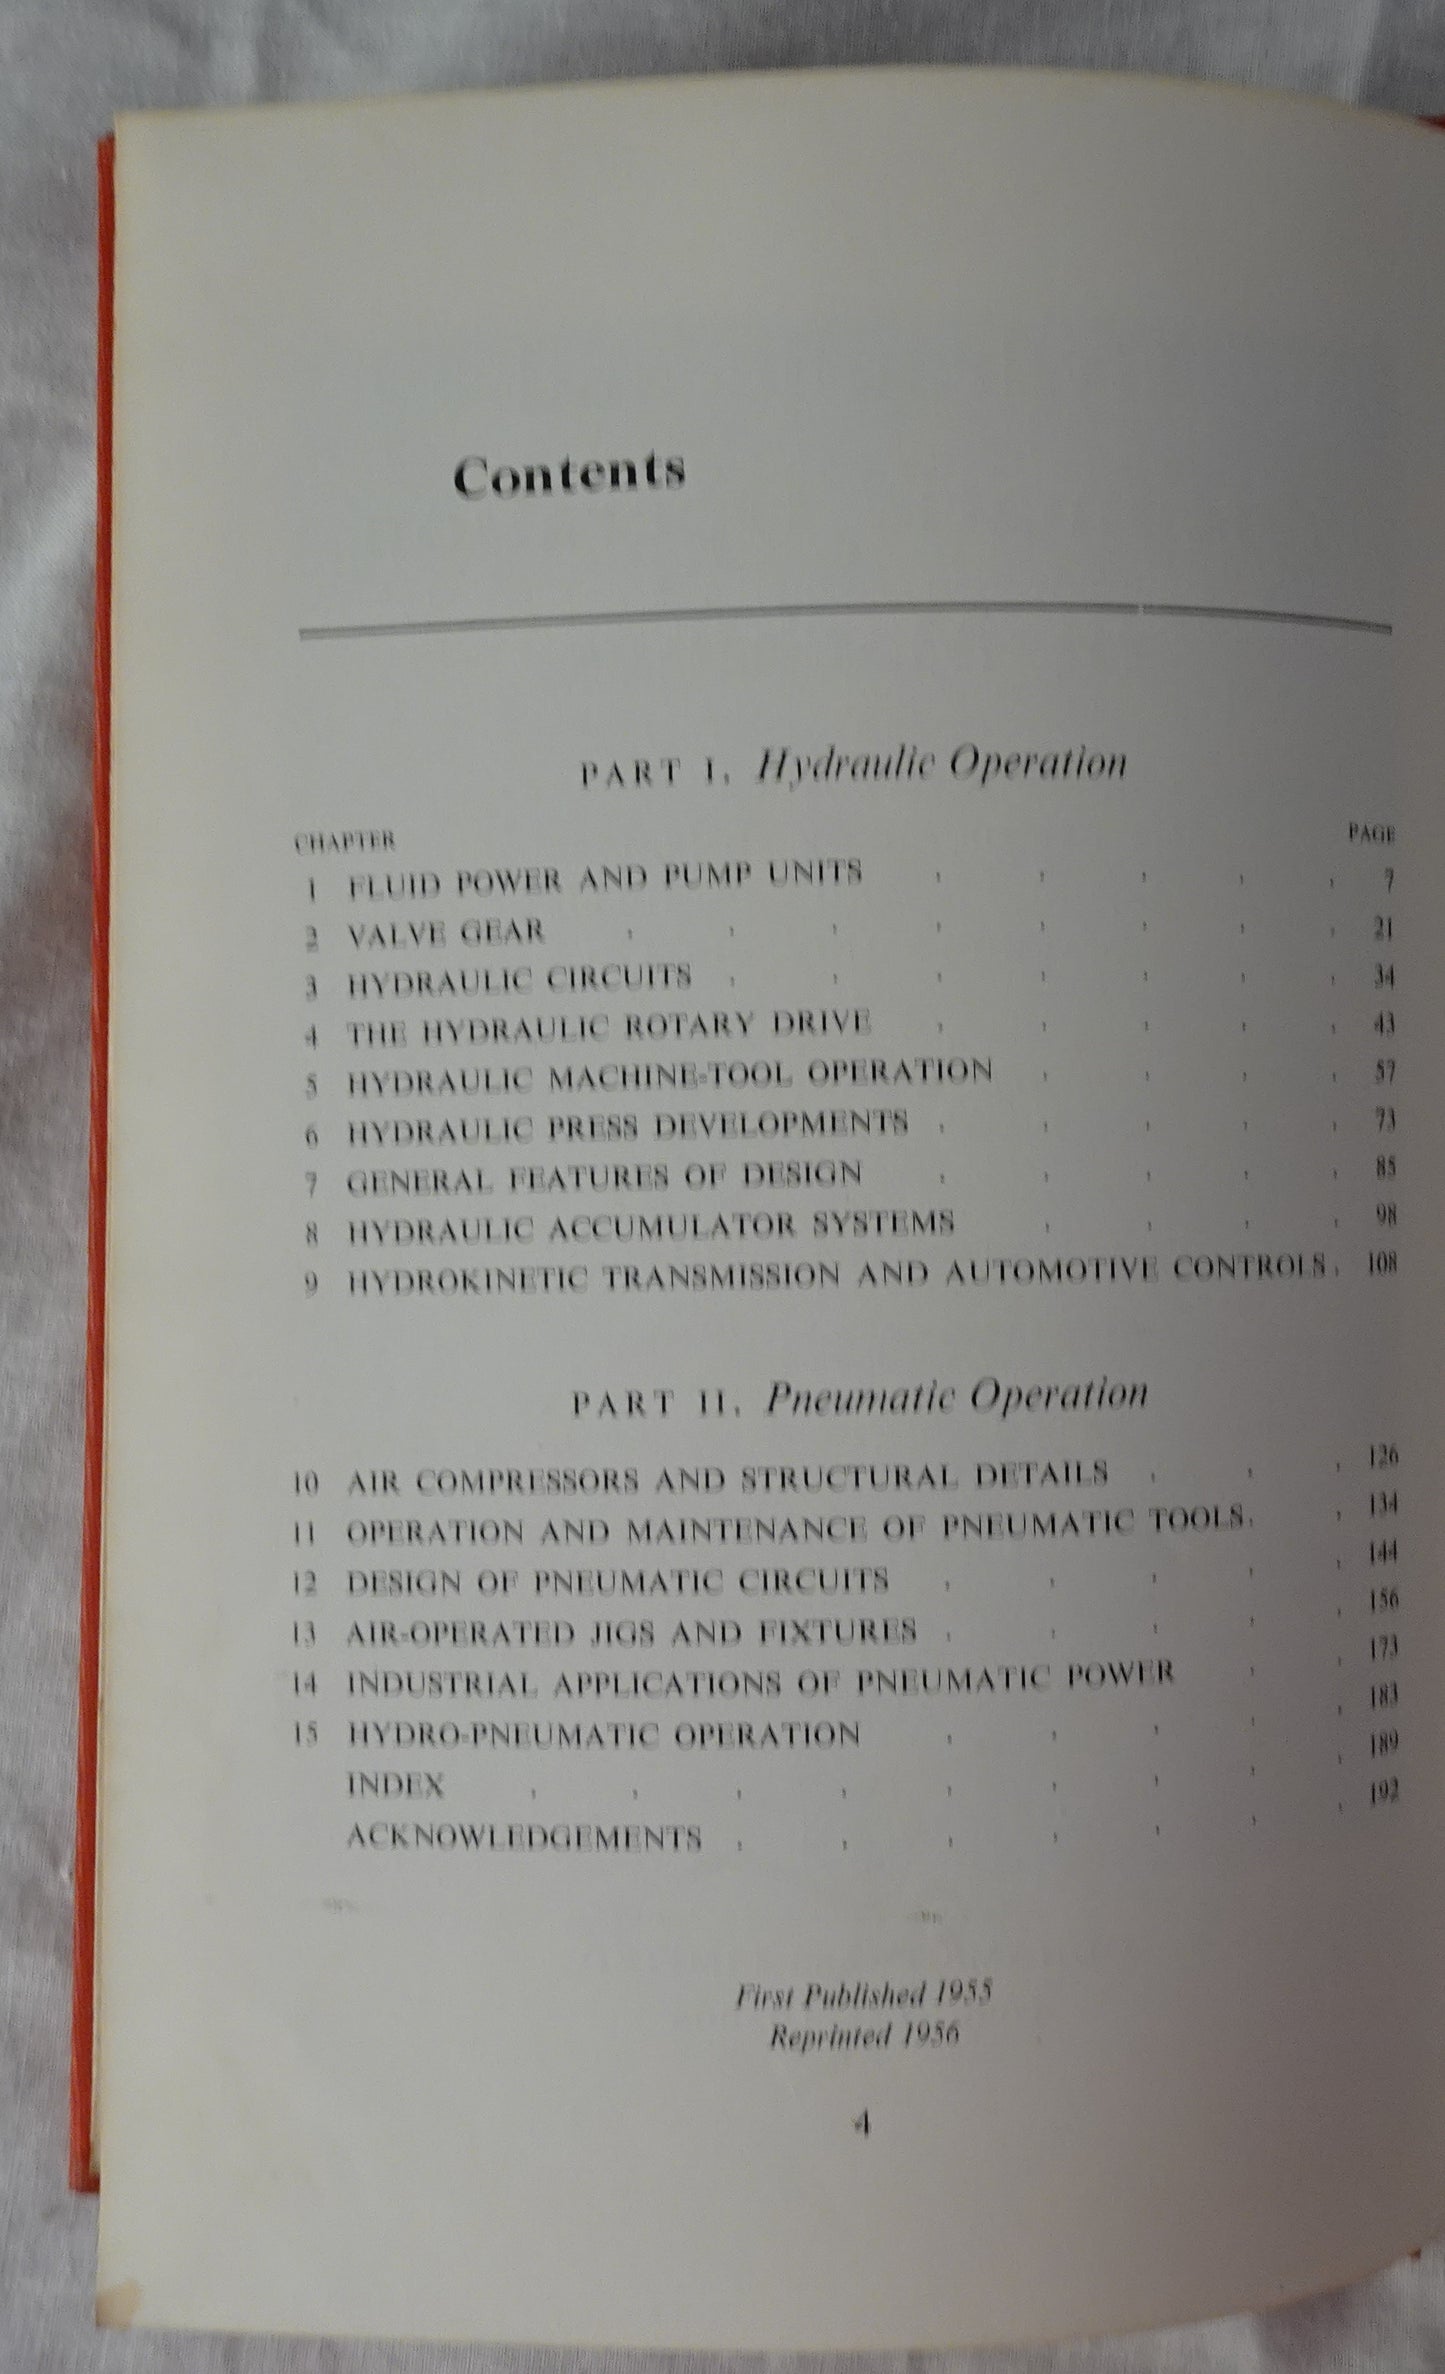 Contents
PART I. Hydraulic Operation
CHAPTER PAGE
1 FLUID POWER AND PUMP UNITS . . . . . 7
2 VALVE GEAR . . . . . . . . 21
3 HYDRAULIC CIRCUITS . . . . . . . 34
4 THE HYDRAULIC ROTARY DRIVE . . . . . 43
5 HYDRAULIC MACHINE-TOOL OPERATION . . . . 57
6 HYDRAULIC PRESS DEVELOPMENTS . . . . . 73
7 GENERAL FEATURES OF DESIGN . . . . . 85
8 HYDRAULIC ACCUMULATOR SYSTEMS . . . . 98
9 HYDROKINETIC TRANSMISSION AND AUTOMOTIVE CONTROLS . 108
PART II. Pneumatic Operation
10 AIR COMPRESSORS AND STRUCTURAL DETAILS . . . 126
11 OPERATION AND MAINTENANCE OF PNEUMATIC TOOLS . . 134
12 DESIGN OF PNEUMATIC CIRCUITS . . . . . 144
13 AIR-OPERATED JIGS AND FIXTURES . . . . . 156
14 INDUSTRIAL APPLICATIONS OF PNEUMATIC POWER . . 173
15 HYDRO-PNEUMATIC OPERATION . . . . . 183
INDEX . . . . . . . . . 189
ACKNOWLEDGEMENTS . . . . . . . 192
First Published 1955
Reprinted 1956
4